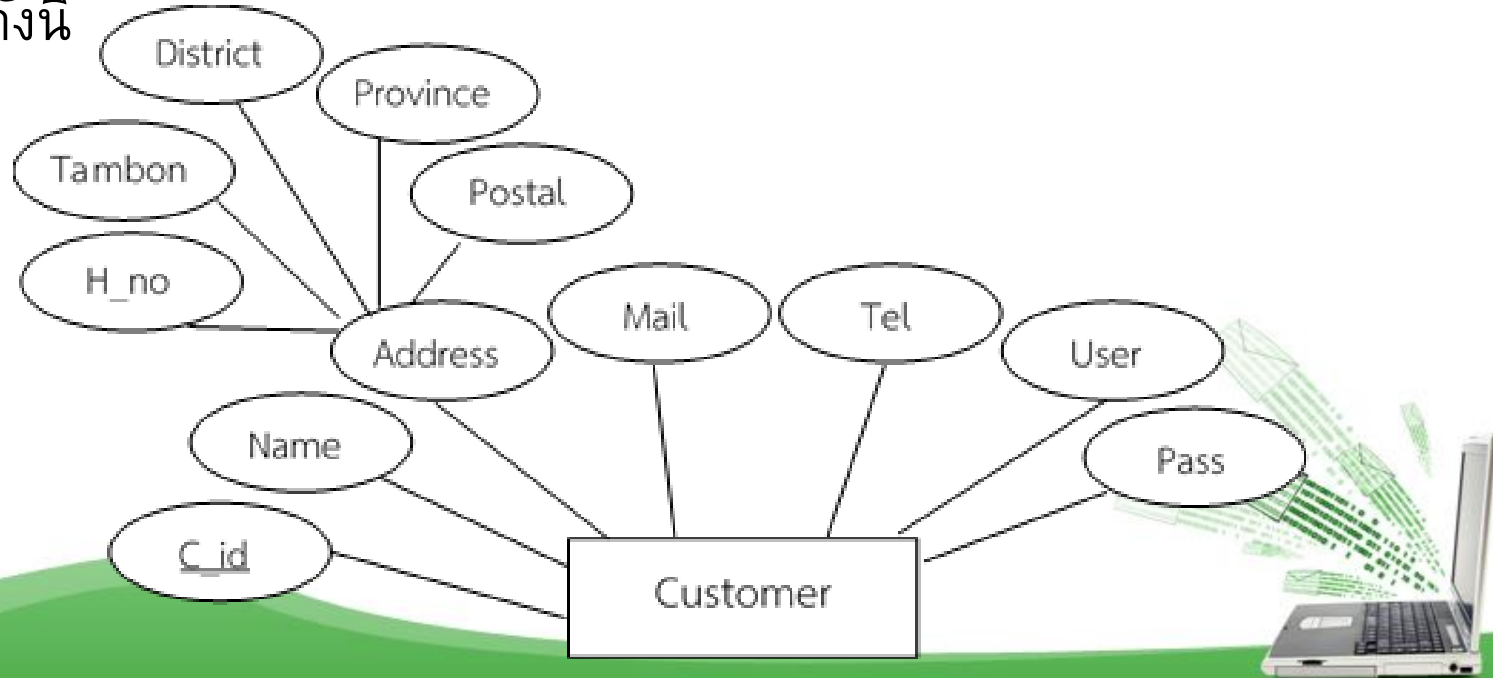 District
Province
Tambon
Postal
H_no
Address
Mail
Tel
User
Name
Pass
C_id
Customer